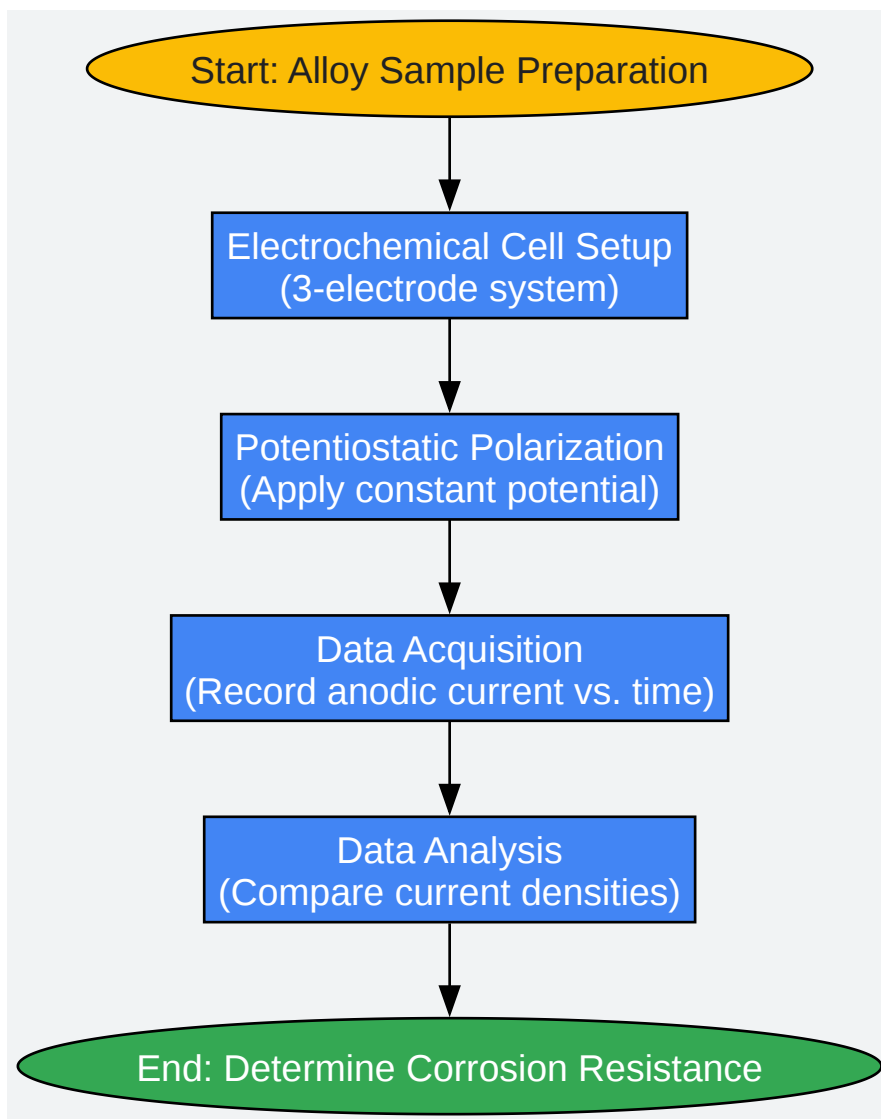 Start: Alloy Sample Preparation
Electrochemical Cell Setup
(3-electrode system)
Potentiostatic Polarization
(Apply constant potential)
Data Acquisition
(Record anodic current vs. time)
Data Analysis
(Compare current densities)
End: Determine Corrosion Resistance